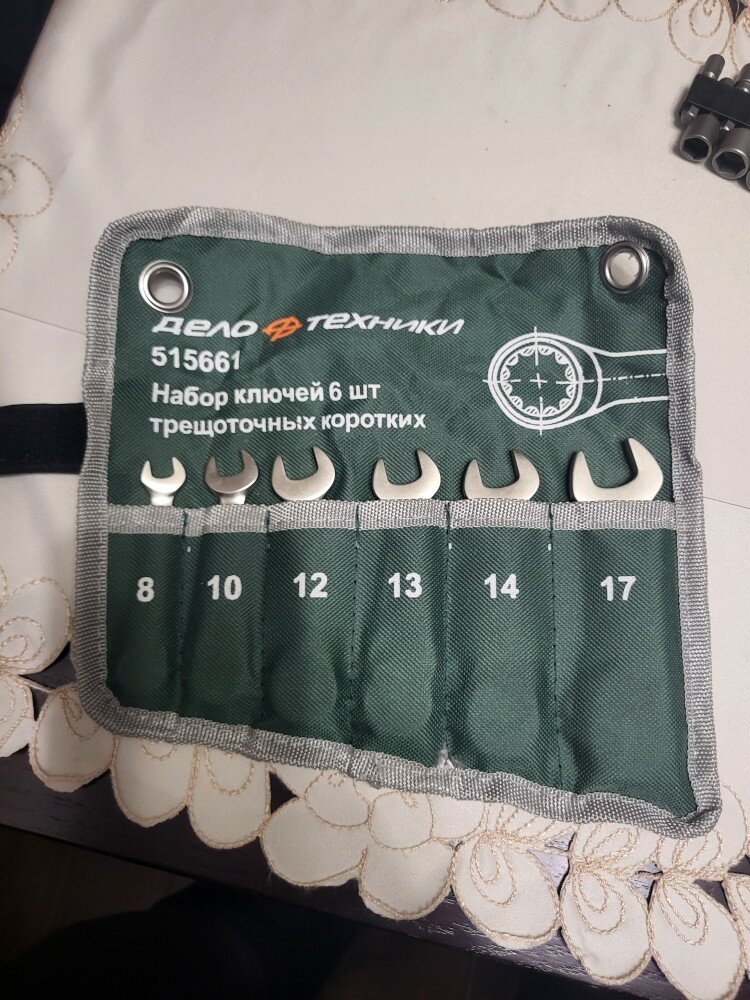 Дело Техники
515661
Набор ключей 6 шт
трещоточных коротких
8 10 12 13 14 17